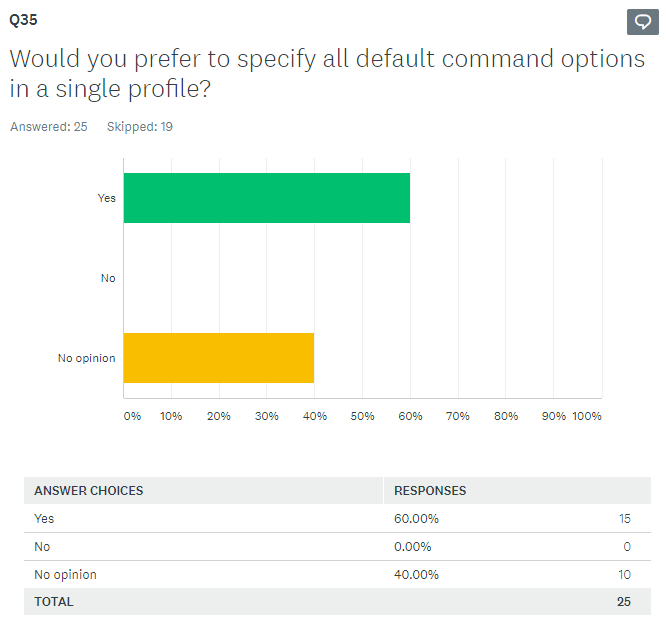 Q35
Would you prefer to specify all default command options
in a single profile?
Answered: 25 Skipped: 19
Yes
No
No opinion
0% 10% 20% 30% 40% 50% 60% 70% 80% 90% 100%
ANSWER CHOICES RESPONSES
Yes 60.00% 15
No 0.00% 0
No opinion 40.00% 10
TOTAL 25